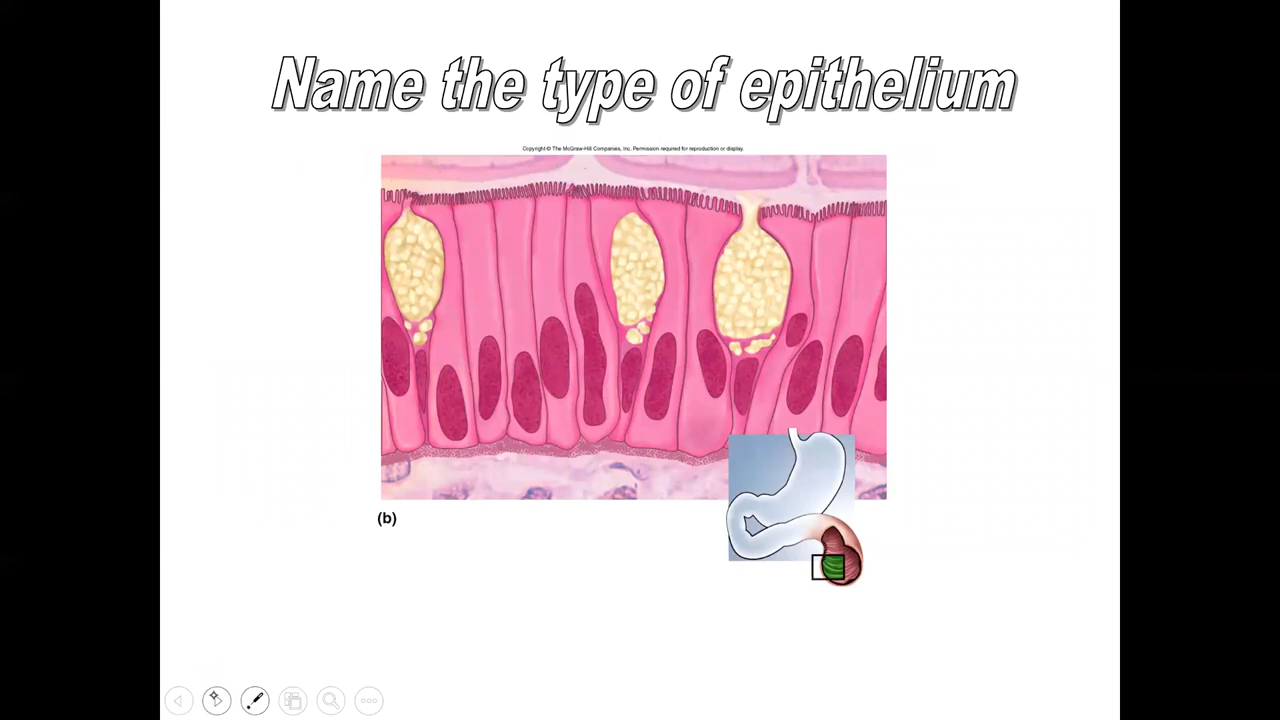 Name the type of epithelium
Copyright © The McGraw-Hill Companies, Inc. Permission required for reproduction or display.
(b)